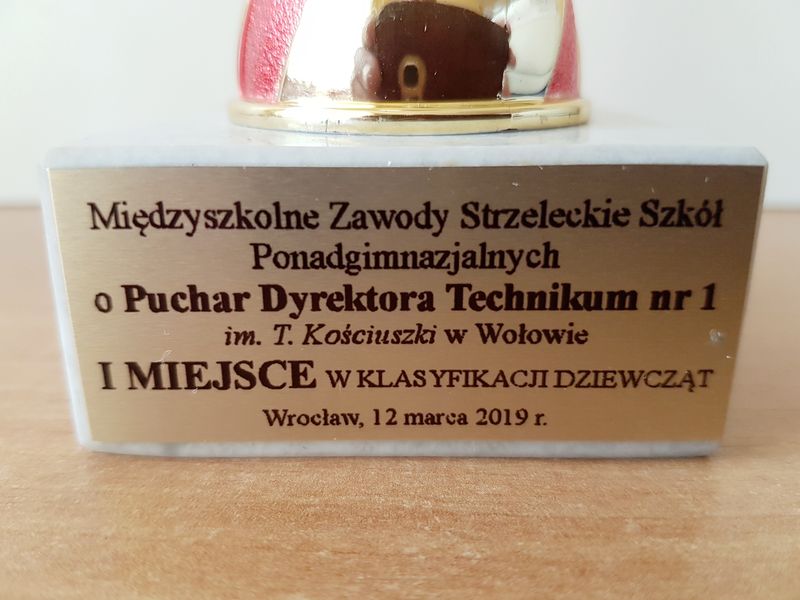 Międzyszkolne Zawody Strzeleckie Szkół
Ponadgimnazjalnych
o Puchar Dyrektora Technikum nr 1
im. T. Kościuszki w Wołowie
I MIEJSCE W KLASYFIKACJI DZIEWCZĄT
Wrocław, 12 marca 2019 r.